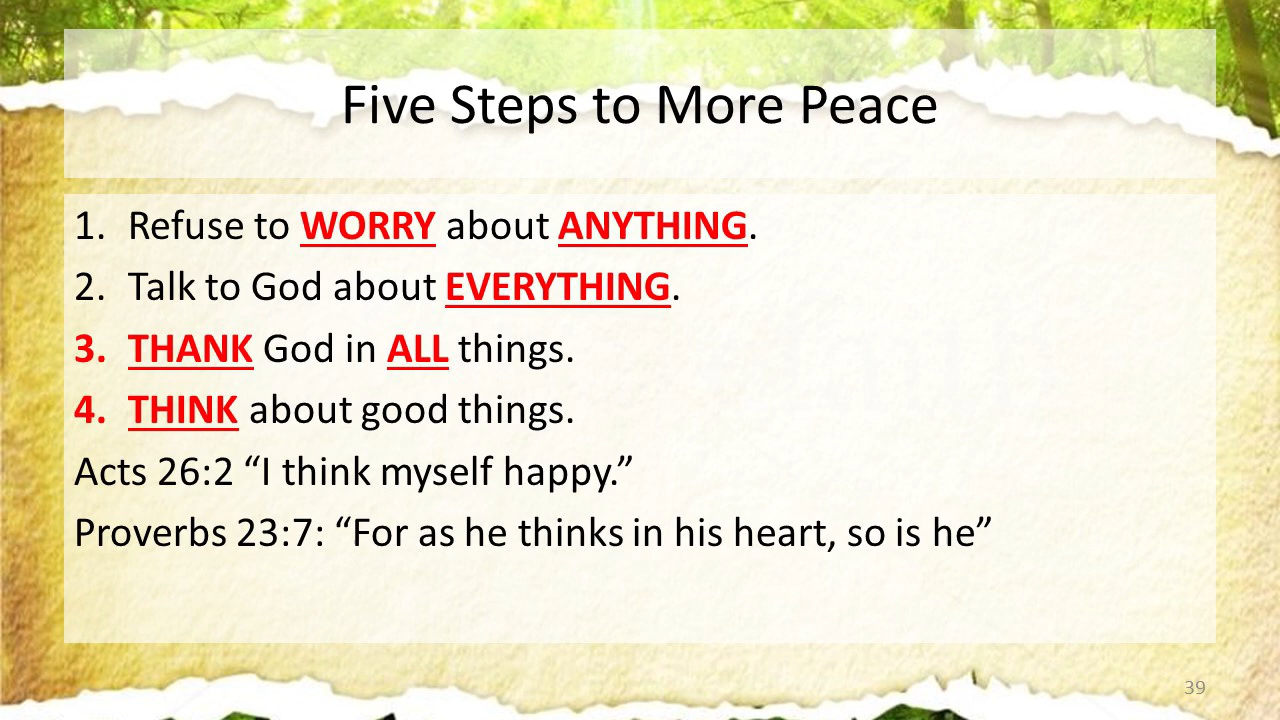 Five Steps to More Peace
1. Refuse to WORRY about ANYTHING.
2. Talk to God about EVERYTHING.
3. THANK God in ALL things.
4. THINK about good things.
Acts 26:2 “I think myself happy.”
Proverbs 23:7: “For as he thinks in his heart, so is he”
39